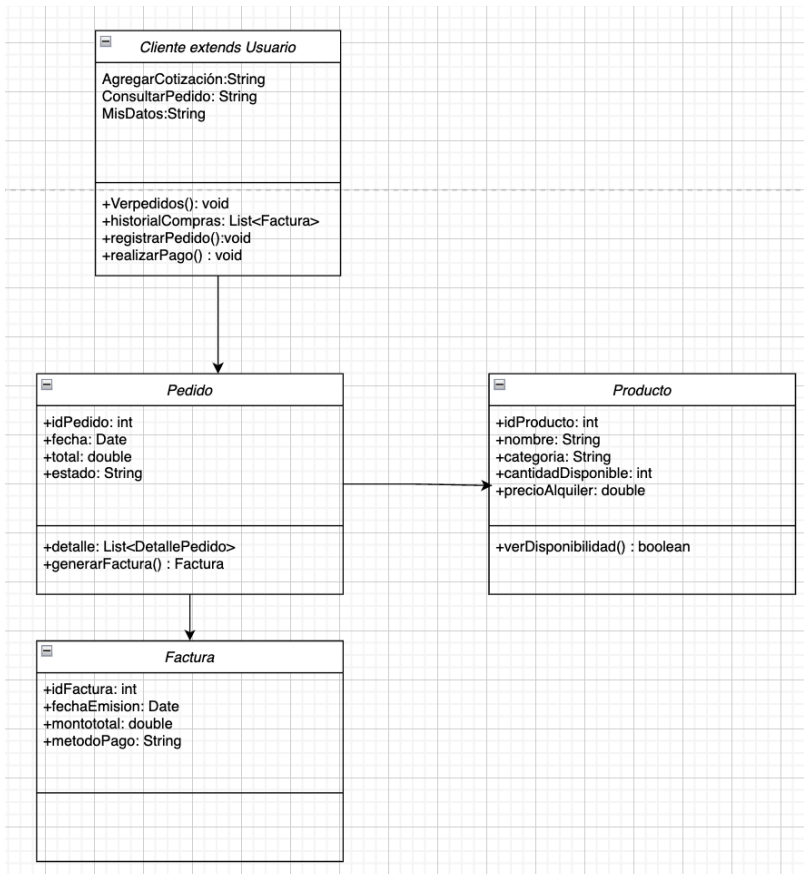 Cliente extends Usuario
AgregarCotización:String
ConsultarPedido: String
MisDatos:String
+Verpedidos(): void
+historialCompras: List<Factura>
+registrarPedido():void
+realizarPago() : void
Pedido
+idPedido: int
+fecha: Date
+total: double
+estado: String
+detalle: List<DetallePedido>
+generarFactura() : Factura
Producto
+idProducto: int
+nombre: String
+categoria: String
+cantidadDisponible: int
+precioAlquiler: double
+verDisponibilidad() : boolean
Factura
+idFactura: int
+fechaEmision: Date
+montototal: double
+metodoPago: String